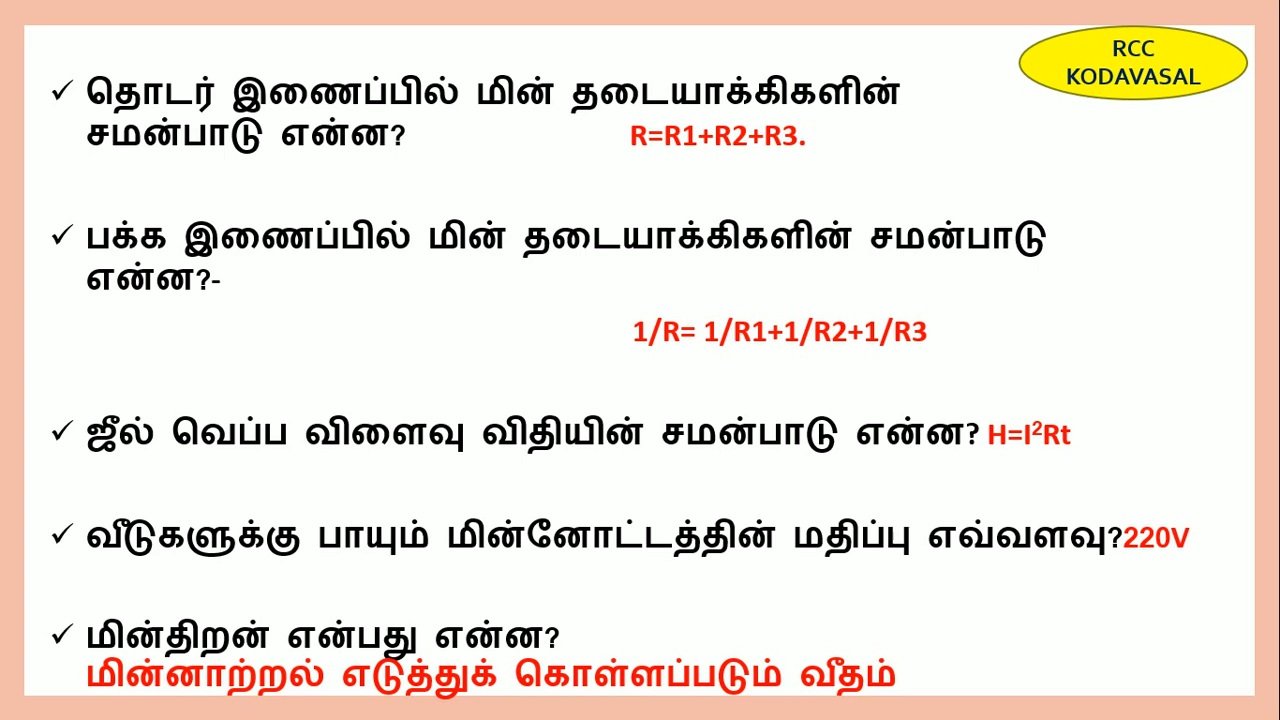 RCC
KODAVASAL
தொடர் இணைப்பில் மின் தடையாக்கிகளின்
சமன்பாடு என்ன? R=R1+R2+R3.
பக்க இணைப்பில் மின் தடையாக்கிகளின் சமன்பாடு
என்ன?-
1/R= 1/R1+1/R2+1/R3
ஜீல் வெப்ப விளைவு விதியின் சமன்பாடு என்ன? H=I²Rt
வீடுகளுக்கு பாயும் மின்னோட்டத்தின் மதிப்பு எவ்வளவு?220V
மின்திறன் என்பது என்ன?
மின்னாற்றல் எடுத்துக் கொள்ளப்படும் வீதம்